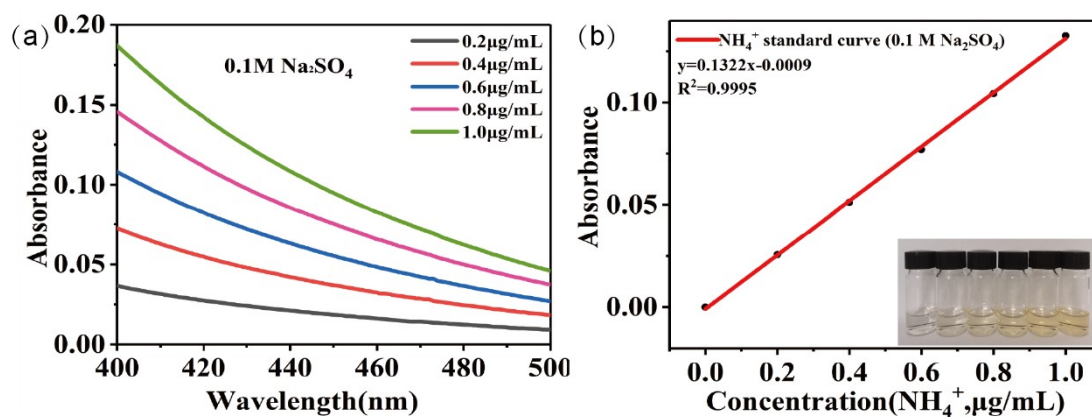 (a)
0.1M Na₂SO₄
0.2μg/mL
0.4μg/mL
0.6μg/mL
0.8μg/mL
1.0μg/mL
Absorbance
0.20
0.15
0.10
0.05
0.00
400 420 440 460 480 500
Wavelength(nm)
(b)
NH₄⁺ standard curve (0.1 M Na₂SO₄)
y=0.1322x-0.0009
R²=0.9995
Absorbance
0.10
0.05
0.00
0.0 0.2 0.4 0.6 0.8 1.0
Concentration(NH₄⁺,μg/mL)